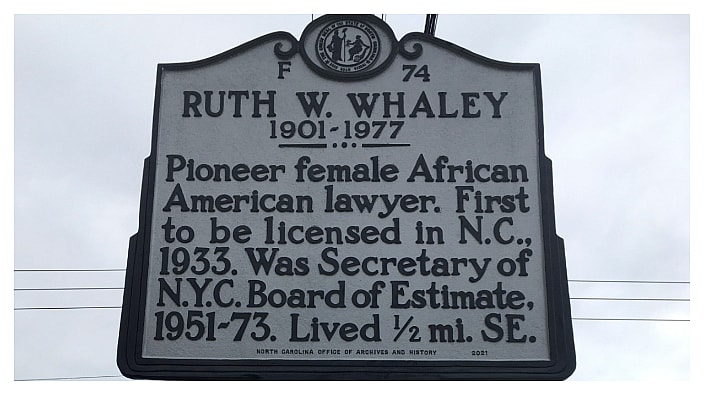 F 74
RUTH W. WHALEY
1901-1977
Pioneer female African
American lawyer. First
to be licensed in N.C.,
1933. Was Secretary of
N.Y.C. Board of Estimate,
1951-73. Lived ½ mi. SE.
NORTH CAROLINA OFFICE OF ARCHIVES AND HISTORY 2021